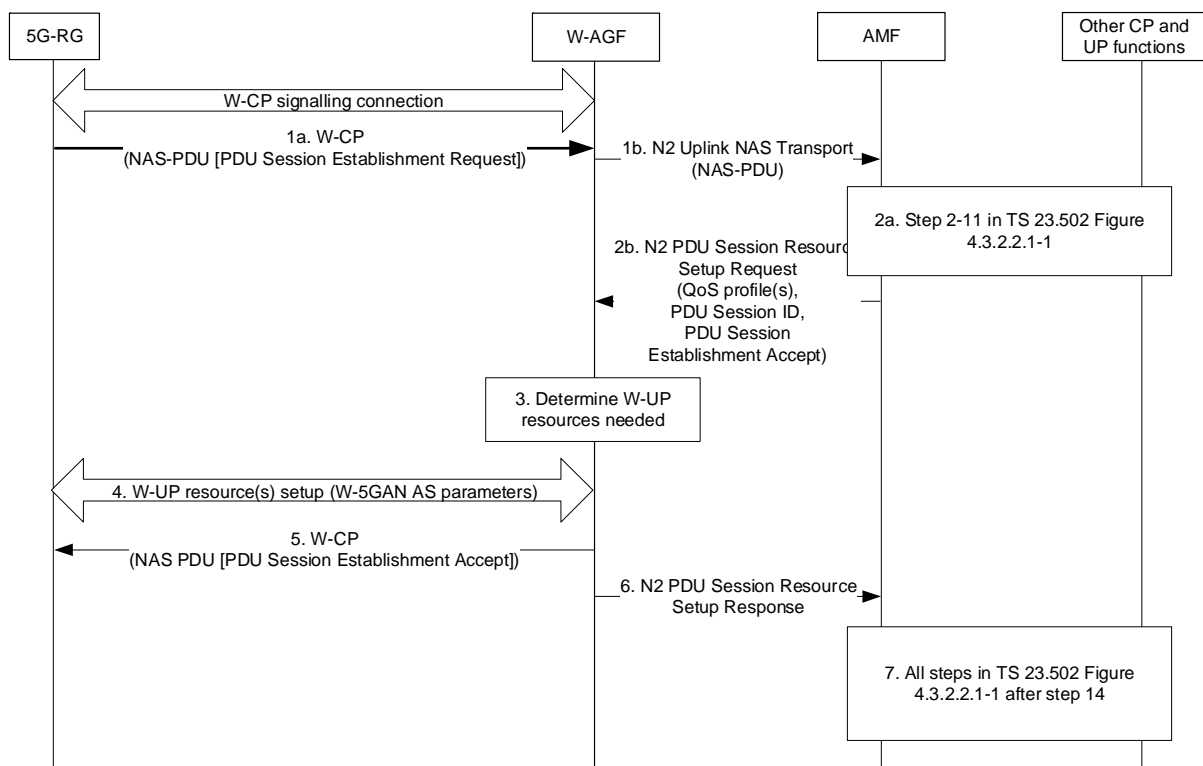 5G-RG
W-AGF
AMF
Other CP and
UP functions
W-CP signalling connection
1a. W-CP
(NAS-PDU [PDU Session Establishment Request])
1b. N2 Uplink NAS Transport
(NAS-PDU)
2a. Step 2-11 in TS 23.502 Figure
4.3.2.2.1-1
2b. N2 PDU Session Resourc
Setup Request
(QoS profile(s),
PDU Session ID,
PDU Session
Establishment Accept)
3. Determine W-UP
resources needed
4. W-UP resource(s) setup (W-5GAN AS parameters)
5. W-CP
(NAS PDU [PDU Session Establishment Accept])
6. N2 PDU Session Resource
Setup Response
7. All steps in TS 23.502 Figure
4.3.2.2.1-1 after step 14